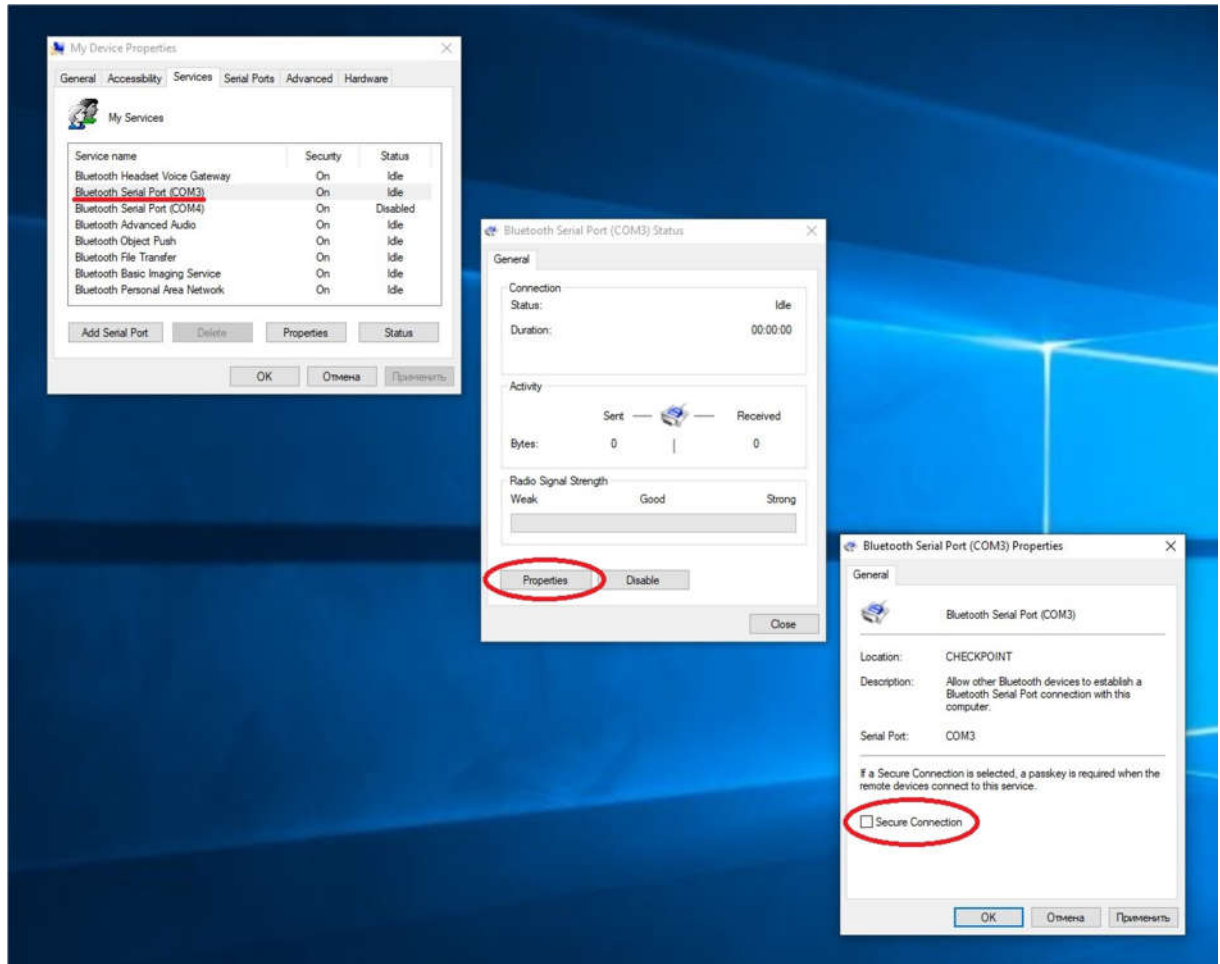 My Device Properties
General Accessibility Services Serial Ports Advanced Hardware
My Services
Service name Security Status
Bluetooth Headset Voice Gateway On Idle
Bluetooth Serial Port (COM3) On Idle
Bluetooth Serial Port (COM4) On Disabled
Bluetooth Advanced Audio On Idle
Bluetooth Object Push On Idle
Bluetooth File Transfer On Idle
Bluetooth Basic Imaging Service On Idle
Bluetooth Personal Area Network On Idle
Add Serial Port Delete Properties Status
OK Отмена Применить
Bluetooth Serial Port (COM3) Status
General
Connection
Status: Idle
Duration: 00:00:00
Activity
Sent Received
Bytes: 0 0
Radio Signal Strength
Weak Good Strong
Properties Disable
Close
Bluetooth Serial Port (COM3) Properties
General
Bluetooth Serial Port (COM3)
Location: CHECKPOINT
Description: Allow other Bluetooth devices to establish a
Bluetooth Serial Port connection with this
computer.
Serial Port: COM3
If a Secure Connection is selected, a passkey is required when the
remote devices connect to this service.
Secure Connection
OK Отмена Применить